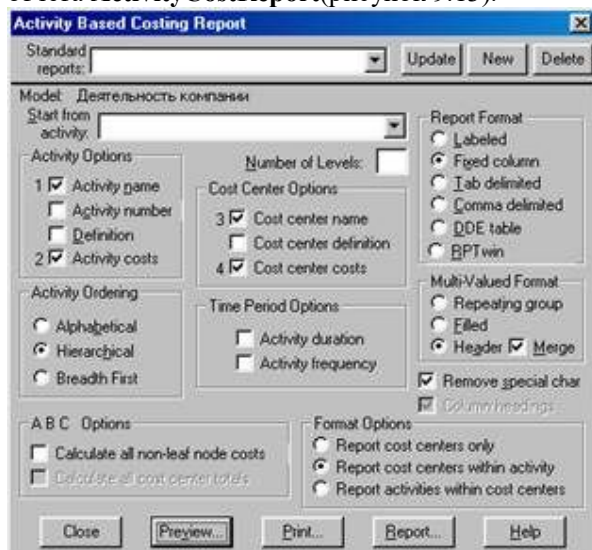 ActivityCostReport(рисунок 9.15).
Activity Based Costing Report
Standard reports:
Update New Delete
Model: Деятельность компании
Start from activity:
Number of Levels:
Activity Options
1 Activity name
Activity number
Definition
2 Activity costs
Cost Center Options
3 Cost center name
Cost center definition
4 Cost center costs
Report Format
Labeled
Fixed column
Tab delimited
Comma delimited
DDE table
RPTwin
Activity Ordering
Alphabetical
Hierarchical
Breadth First
Time Period Options
Activity duration
Activity frequency
Multi-Valued Format
Repeating group
Filled
Header Merge
Remove special char
Column headings
A B C Options
Calculate all non-leaf node costs
Calculate all cost center totals
Format Options
Report cost centers only
Report cost centers within activity
Report activities within cost centers
Close Preview... Print... Report... Help